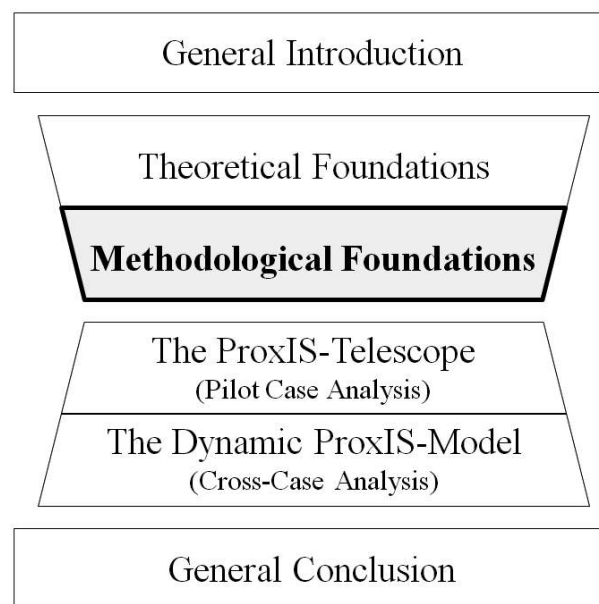 General Introduction
Theoretical Foundations
Methodological Foundations
The ProxIS-Telescope
(Pilot Case Analysis)
The Dynamic ProxIS-Model
(Cross-Case Analysis)
General Conclusion